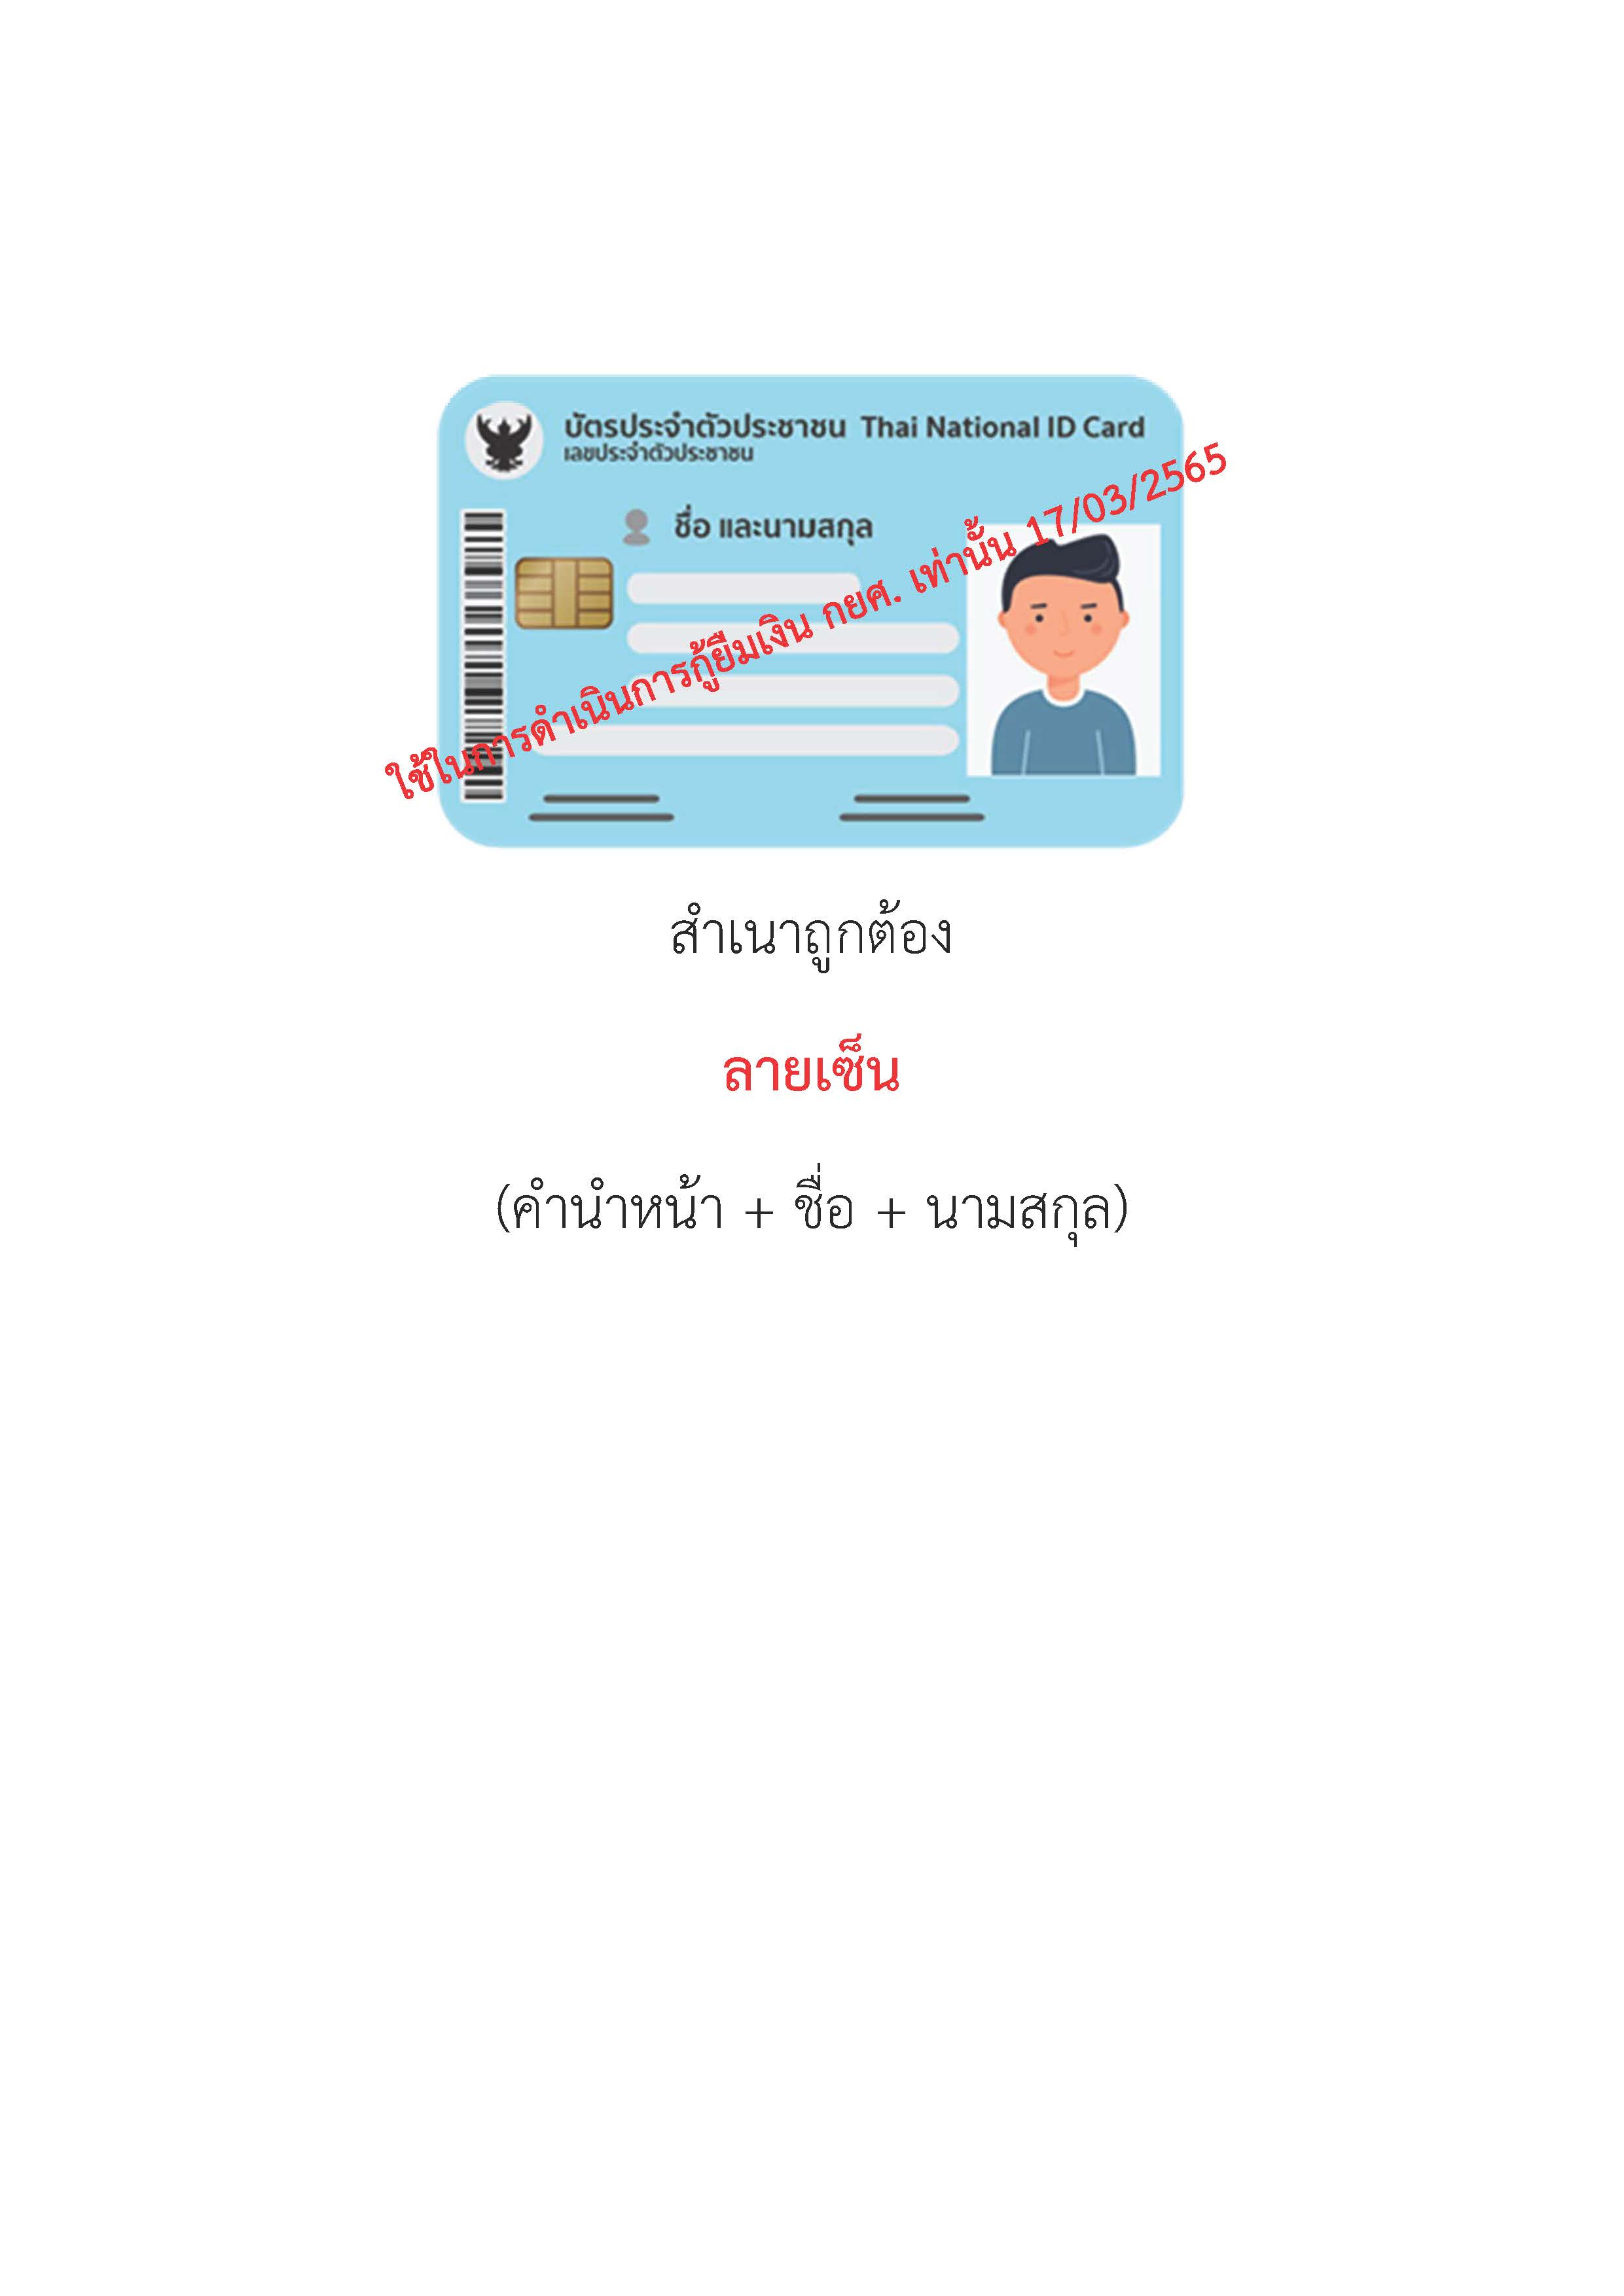 บัตรประจำตัวประชาชน Thai National ID Card
เลขประจำตัวประชาชน
ชื่อ และนามสกุล
ใช้ในการดำเนินการกู้ยืมเงิน กยศ. เท่านั้น 17/03/2565
สำเนาถูกต้อง
ลายเซ็น
(คำนำหน้า + ชื่อ + นามสกุล)